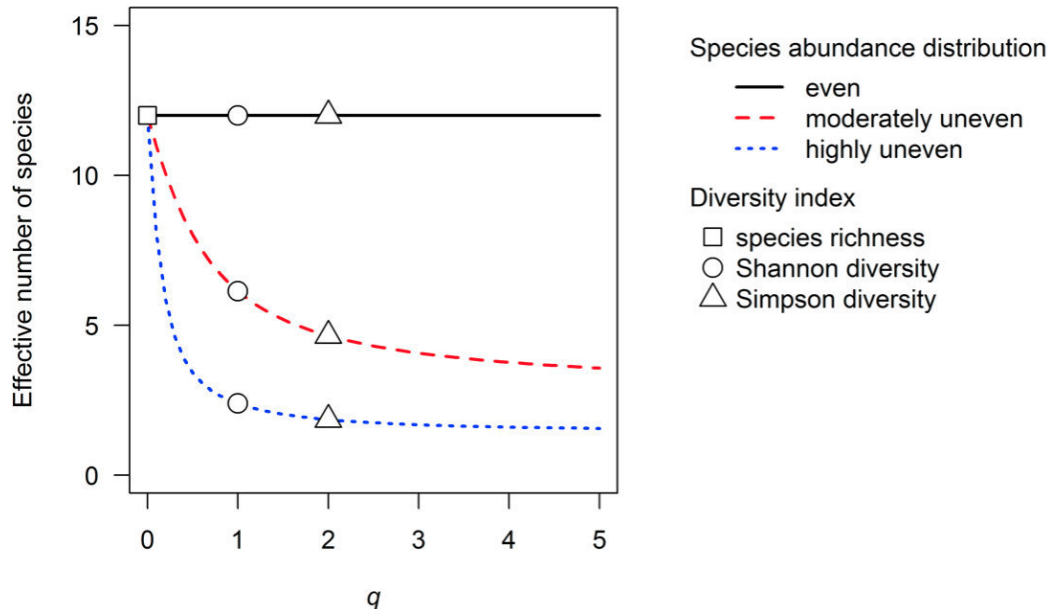 15
10
5
0
Effective number of species
0 1 2 3 4 5
q
Species abundance distribution
even
moderately uneven
highly uneven
Diversity index
species richness
Shannon diversity
Simpson diversity